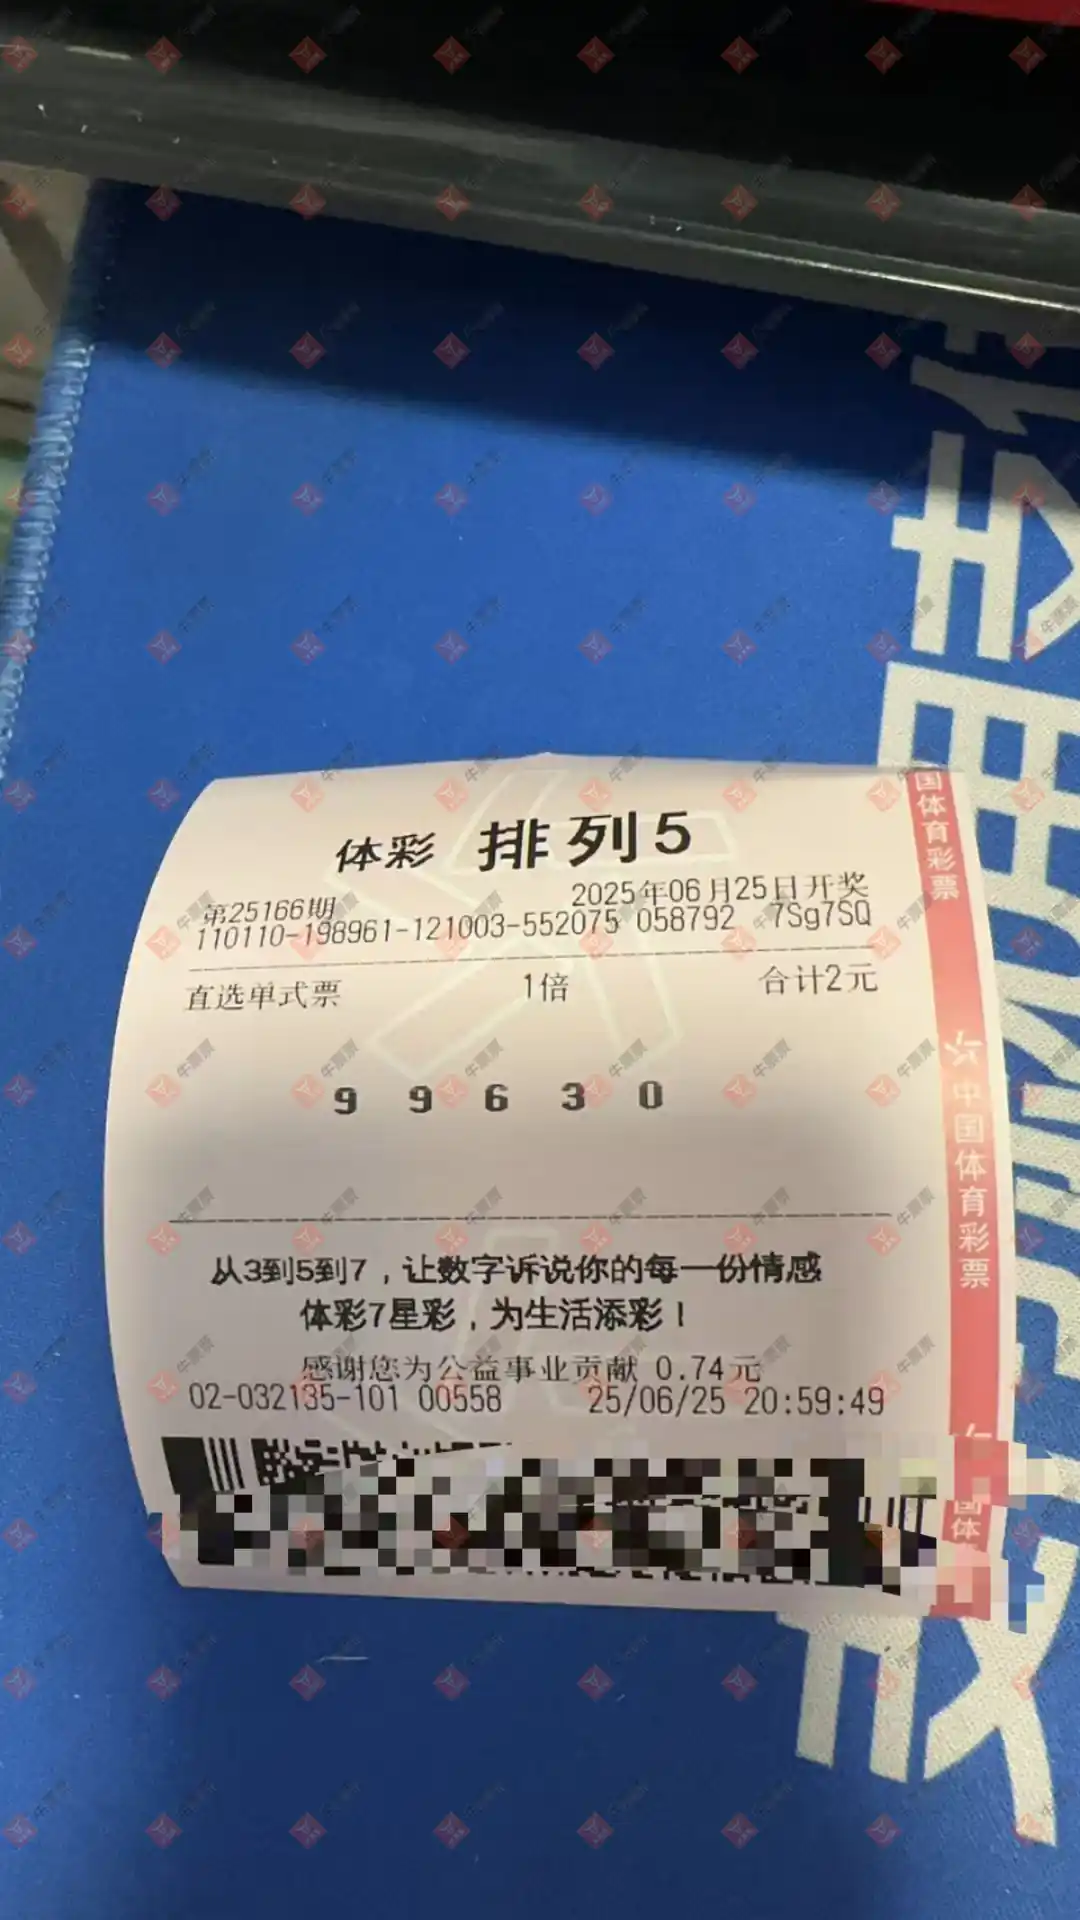 体彩 排列5
第25166期 2025年06月25日开奖
110110-198961-121003-552075 058792 7Sg7SQ
直选单式票 1倍 合计2元
9 9 6 3 0
从3到5到7，让数字诉说你的每一份情感
体彩7星彩，为生活添彩！
感谢您为公益事业贡献 0.74元
02-032135-101 00558 25/06/25 20:59:49
国体育彩票
中国体育彩票
国体
牛票票